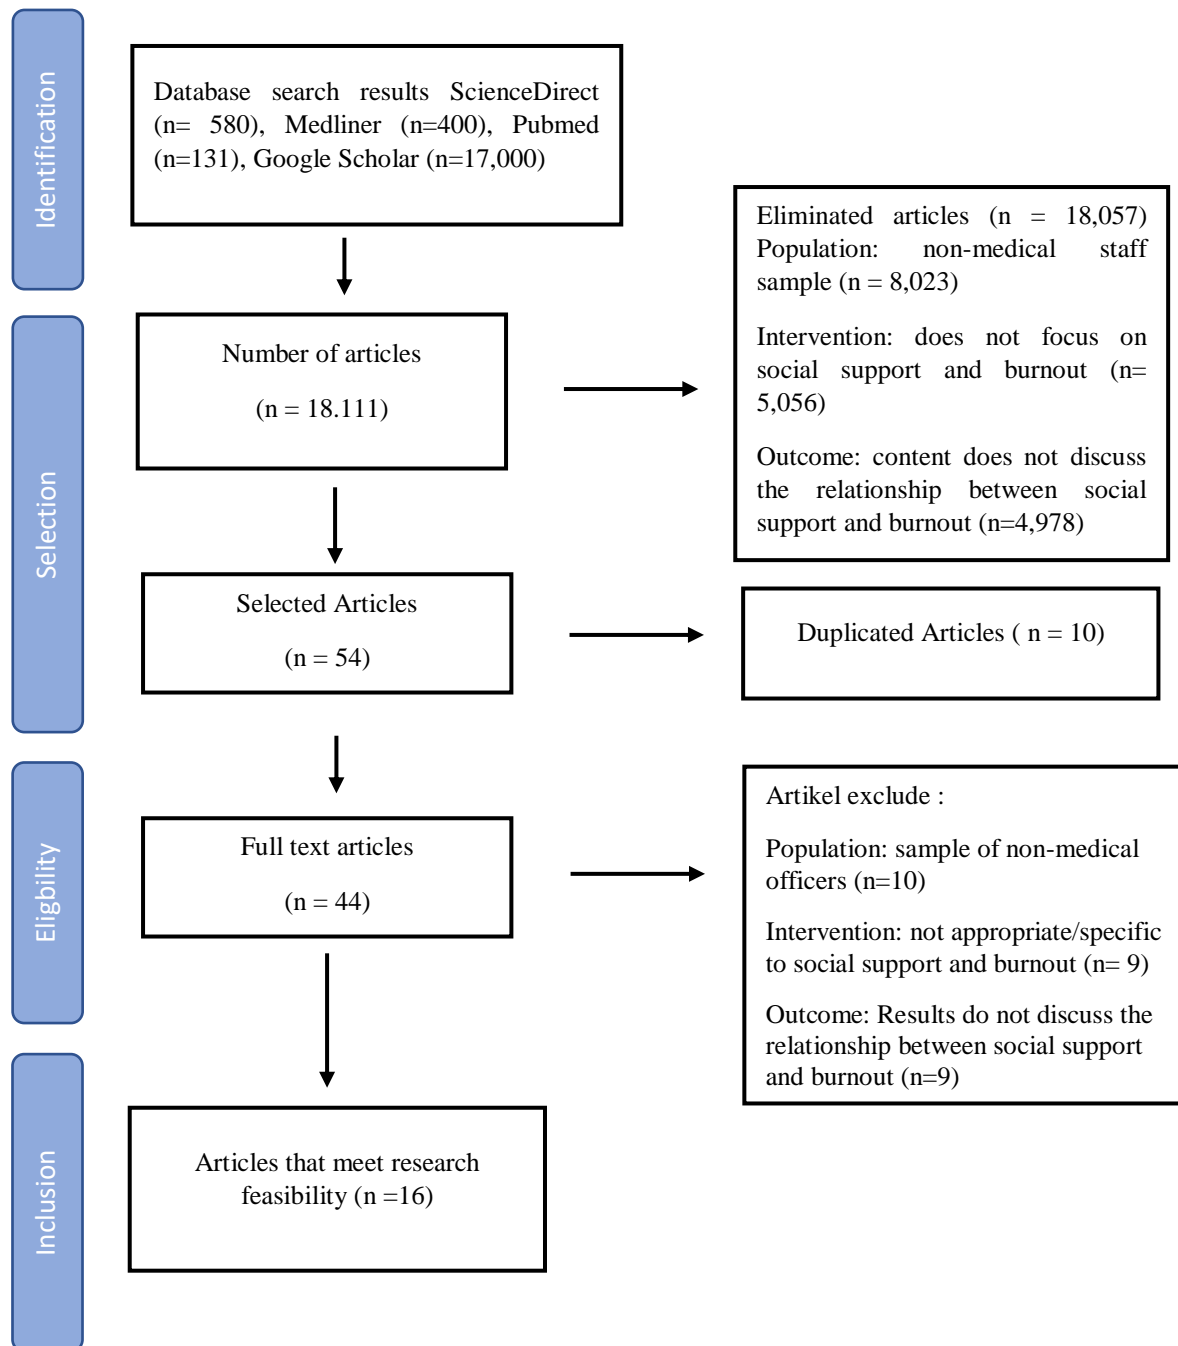 Identification
Database search results ScienceDirect
(n= 580), Medliner (n=400), Pubmed
(n=131), Google Scholar (n=17,000)
Eliminated articles (n = 18,057)
Population: non-medical staff
sample (n = 8,023)
Intervention: does not focus on
social support and burnout (n=
5,056)
Outcome: content does not discuss
the relationship between social
support and burnout (n=4,978)
Selection
Number of articles
(n = 18.111)
Selected Articles
(n = 54)
Duplicated Articles ( n = 10)
Eligbility
Full text articles
(n = 44)
Artikel exclude :
Population: sample of non-medical
officers (n=10)
Intervention: not appropriate/specific
to social support and burnout (n= 9)
Outcome: Results do not discuss the
relationship between social support
and burnout (n=9)
Inclusion
Articles that meet research
feasibility (n =16)